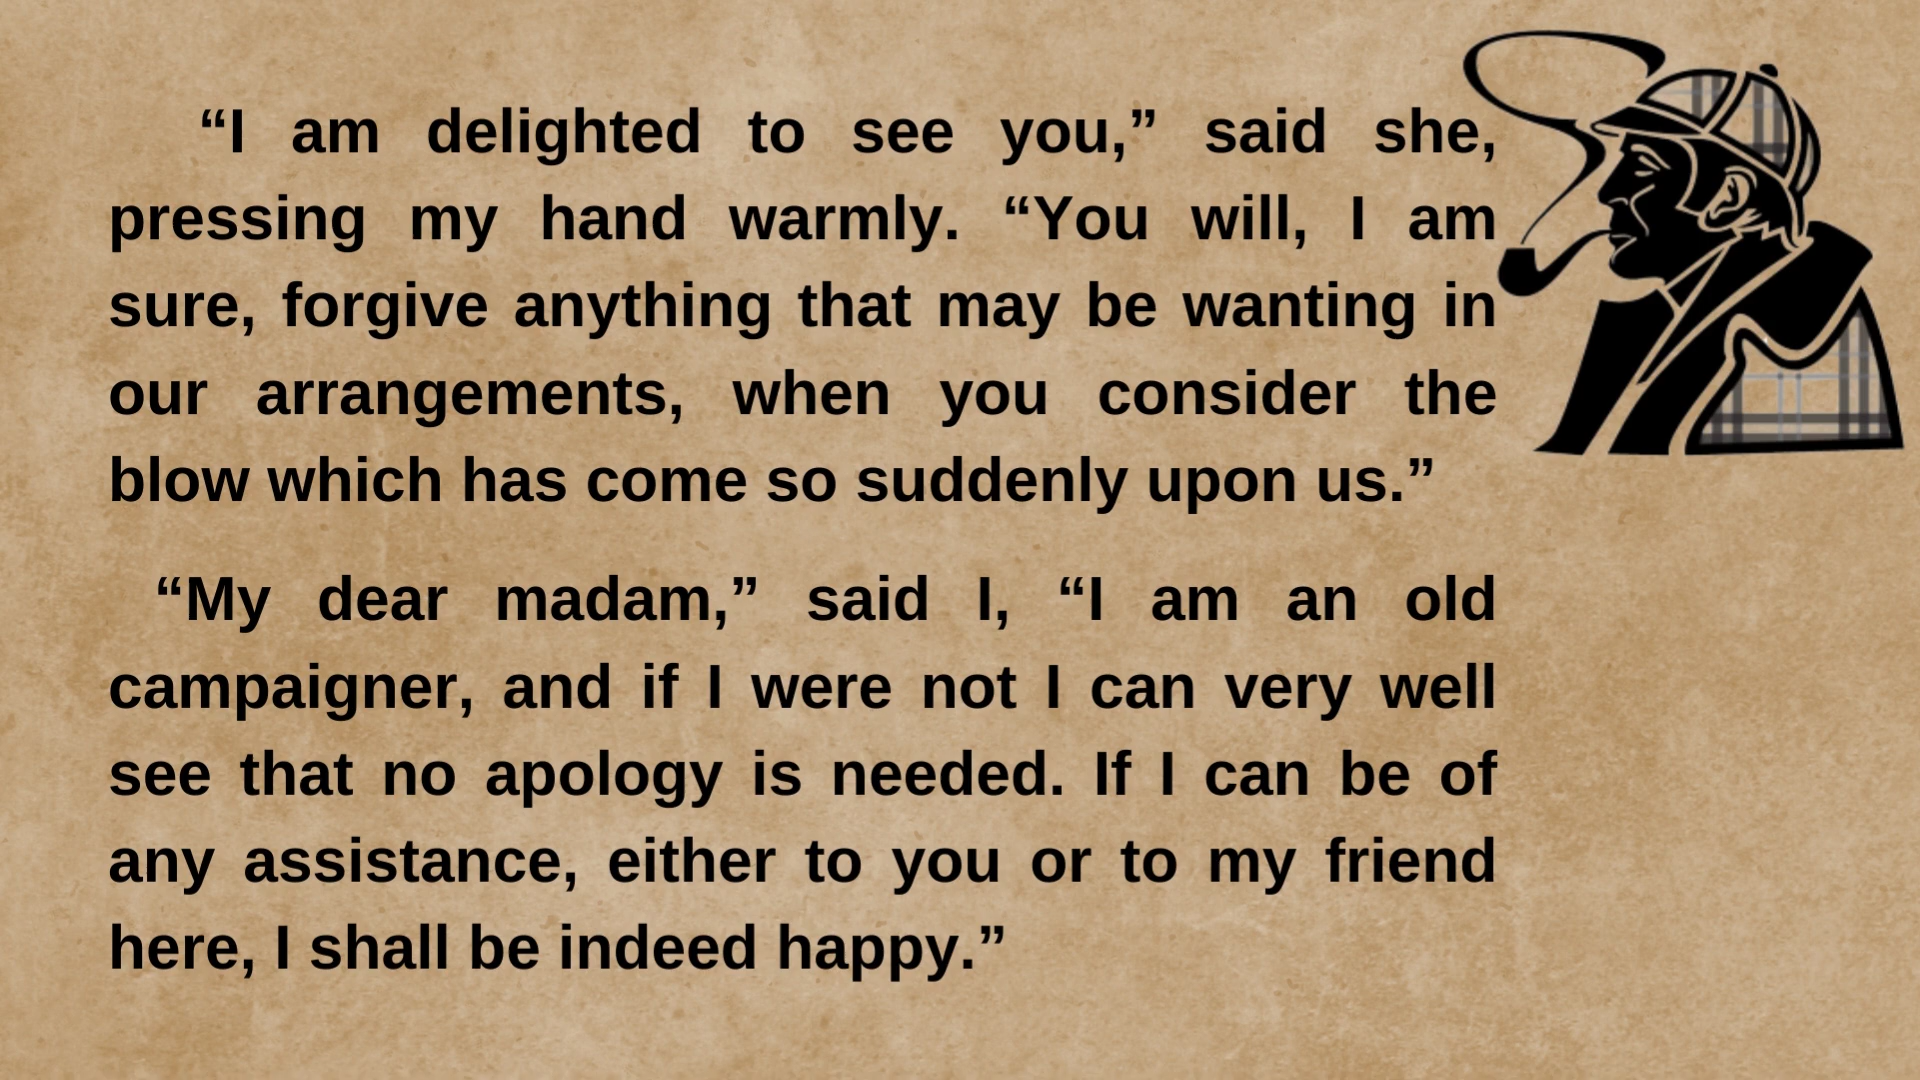 “I am delighted to see you,” said she,
pressing my hand warmly. “You will, I am
sure, forgive anything that may be wanting in
our arrangements, when you consider the
blow which has come so suddenly upon us.”
“My dear madam,” said I, “I am an old
campaigner, and if I were not I can very well
see that no apology is needed. If I can be of
any assistance, either to you or to my friend
here, I shall be indeed happy.”